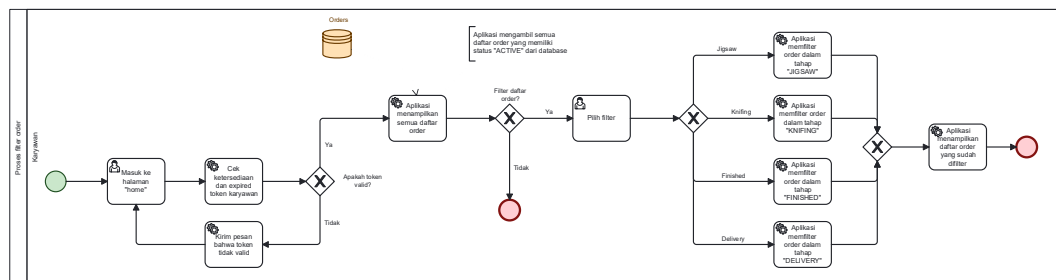 Proses filter order
Karyawan
Orders
Aplikasi mengambil semua
daftar order yang memiliki
status "ACTIVE" dari database
Masuk ke
halaman
"home"
Cek
ketersediaan
dan expired
token karyawan
Kirim pesan
bahwa token
tidak valid
Apakah token
valid?
Ya
Tidak
Aplikasi
menampilkan
semua daftar
order
Filter daftar
order?
Ya
Tidak
Pilih filter
Jigsaw
Aplikasi
memfilter order
dalam tahap
"JIGSAW"
Knifing
Aplikasi
memfilter order
dalam tahap
"KNIFING"
Finished
Aplikasi
memfilter order
dalam tahap
"FINISHED"
Delivery
Aplikasi
memfilter order
dalam tahap
"DELIVERY"
Aplikasi
menampilkan
daftar order
yang sudah
difilter